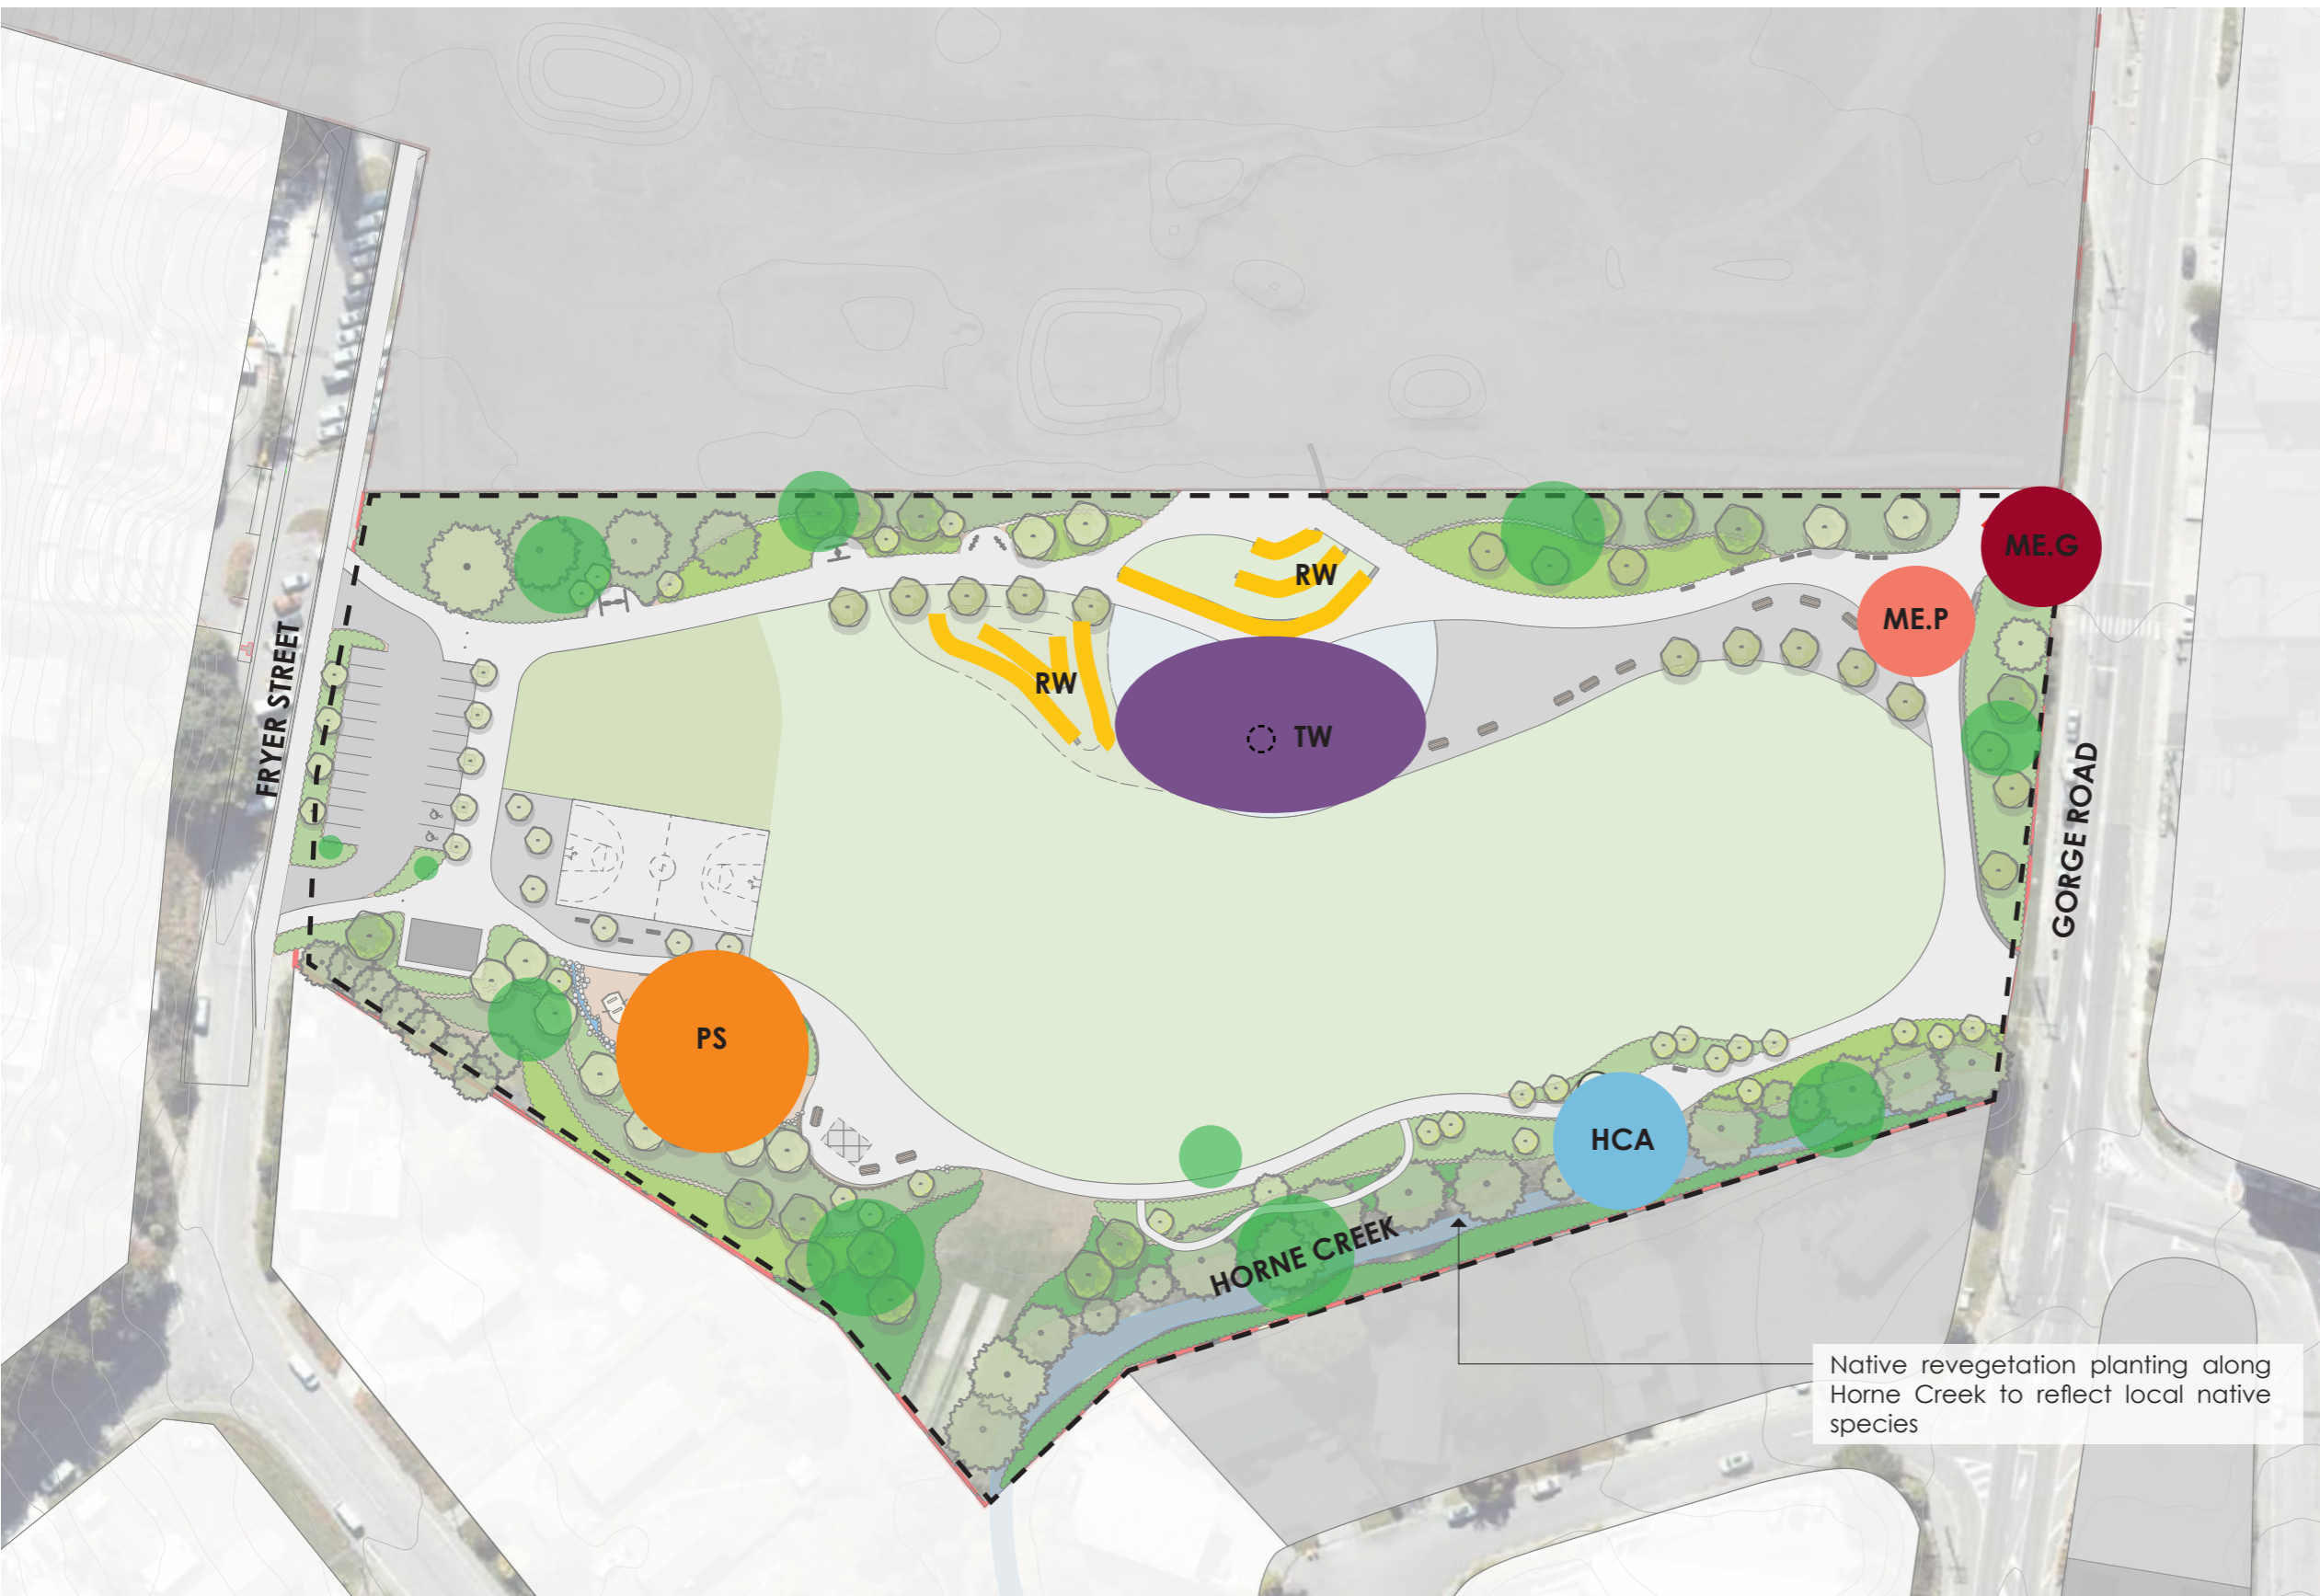 RW
ME.G
ME.P
RW
TW
FRYER STREET
GORGE ROAD
PS
HCA
HORNE CREEK
Native revegetation planting along
Horne Creek to reflect local native
species